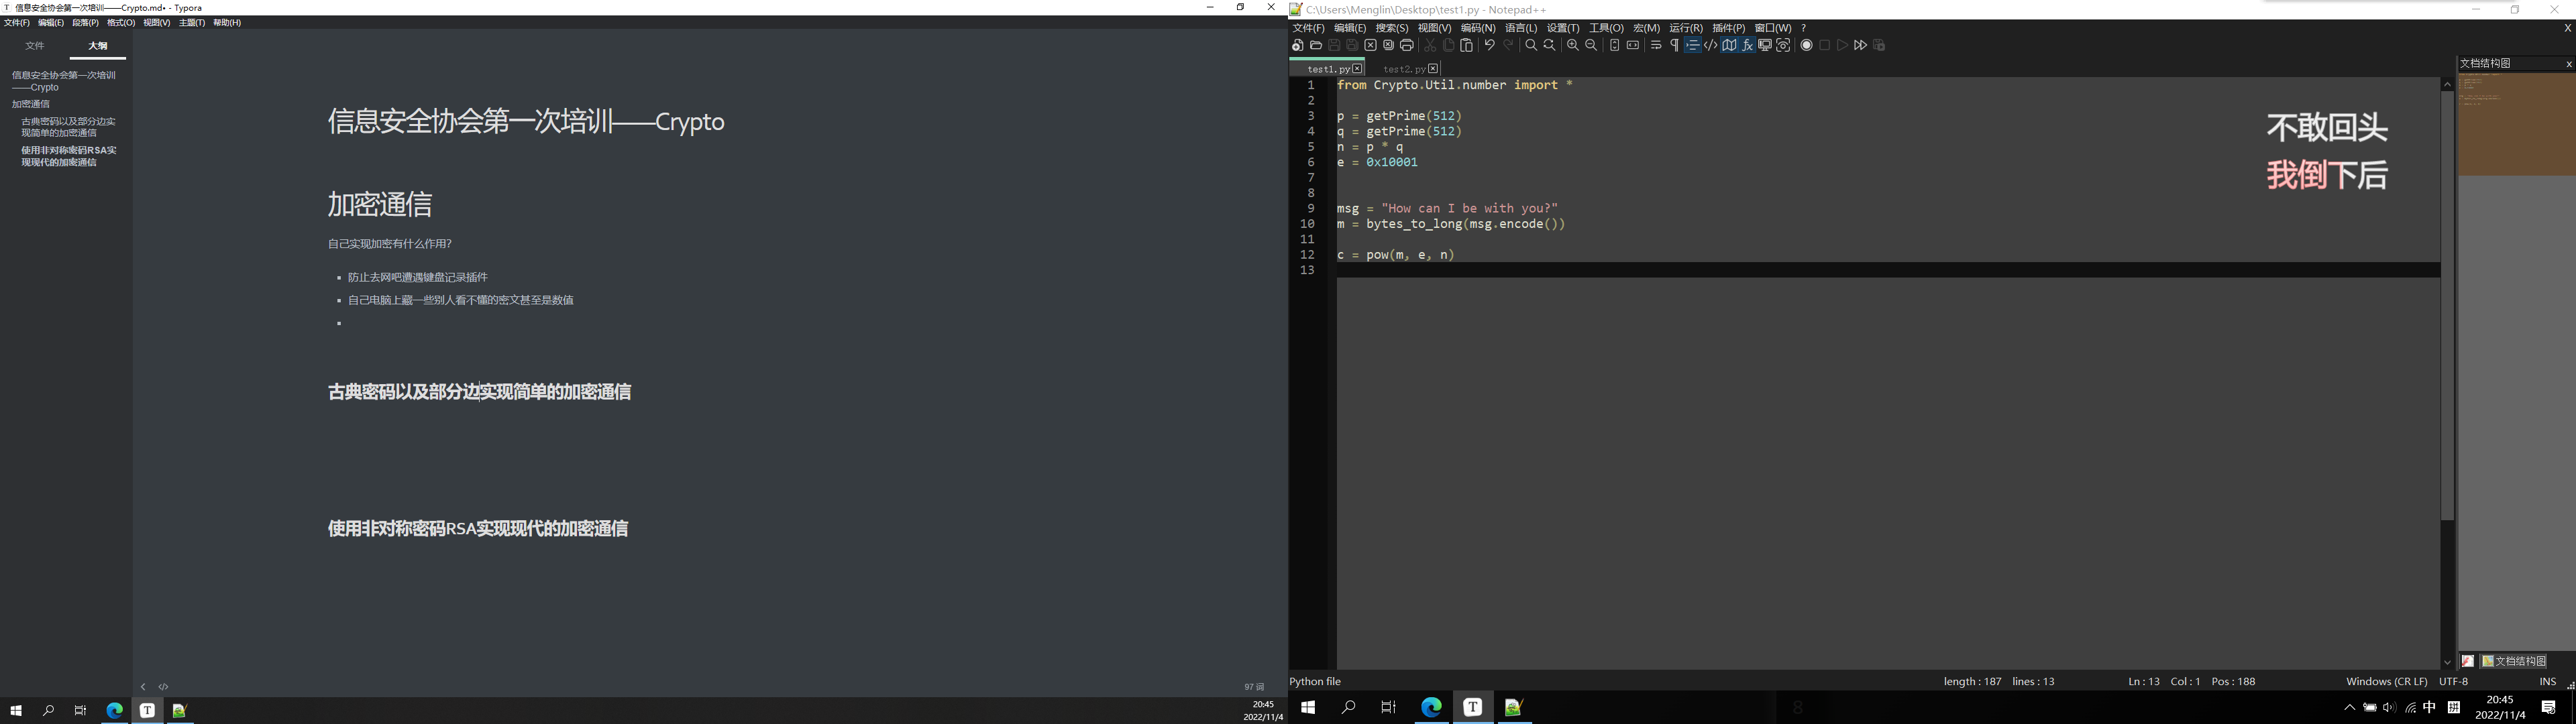 信息安全协会第一次培训——Crypto.md• - Typora
文件(F) 编辑(E) 段落(P) 格式(O) 视图(V) 主题(T) 帮助(H)
文件 大纲
信息安全协会第一次培训
——Crypto
加密通信
古典密码以及部分边实
现简单的加密通信
使用非对称密码RSA实
现现代的加密通信
信息安全协会第一次培训——Crypto
加密通信
自己实现加密有什么作用?
防止去网吧遭遇键盘记录插件
自己电脑上藏一些别人看不懂的密文甚至是数值
古典密码以及部分边实现简单的加密通信
使用非对称密码RSA实现现代的加密通信
97 词
20:45
2022/11/4
C:\Users\Menglin\Desktop\test1.py - Notepad++
文件(F) 编辑(E) 搜索(S) 视图(V) 编码(N) 语言(L) 设置(T) 工具(O) 宏(M) 运行(R) 插件(P) 窗口(W) ?
test1.py test2.py
1 from Crypto.Util.number import *
2
3 p = getPrime(512)
4 q = getPrime(512)
5 n = p * q
6 e = 0x10001
7
8
9 msg = "How can I be with you?"
10 m = bytes_to_long(msg.encode())
11
12 c = pow(m, e, n)
13
不敢回头
我倒下后
文档结构图
文档结构图
Python file length : 187 lines : 13 Ln : 13 Col : 1 Pos : 188 Windows (CR LF) UTF-8 INS
中 拼
20:45
2022/11/4